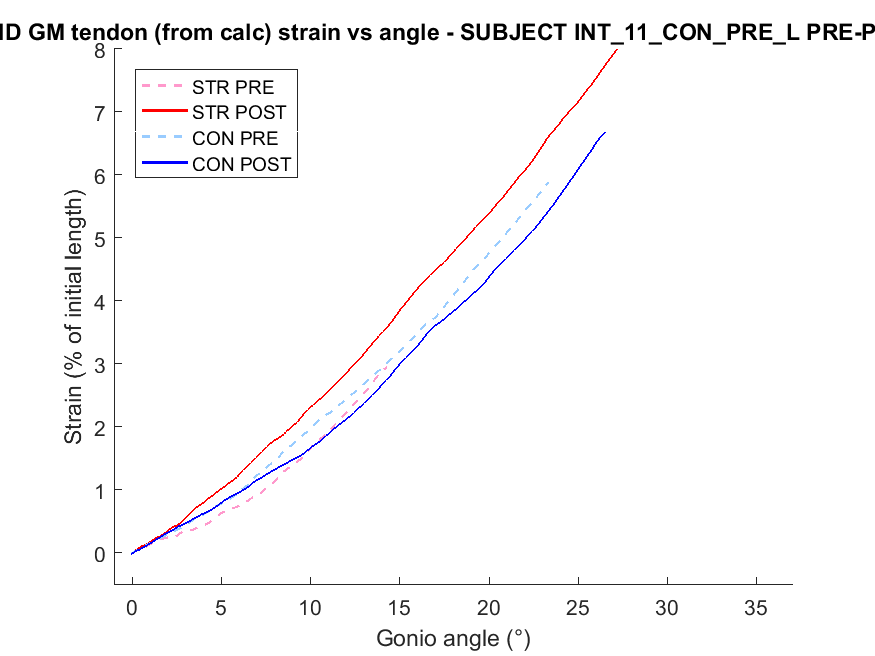 ID GM tendon (from calc) strain vs angle - SUBJECT INT_11_CON_PRE_L PRE-P
STR PRE
STR POST
CON PRE
CON POST
8
7
6
5
4
3
2
1
0
Strain (% of initial length)
0 5 10 15 20 25 30 35
Gonio angle (°)